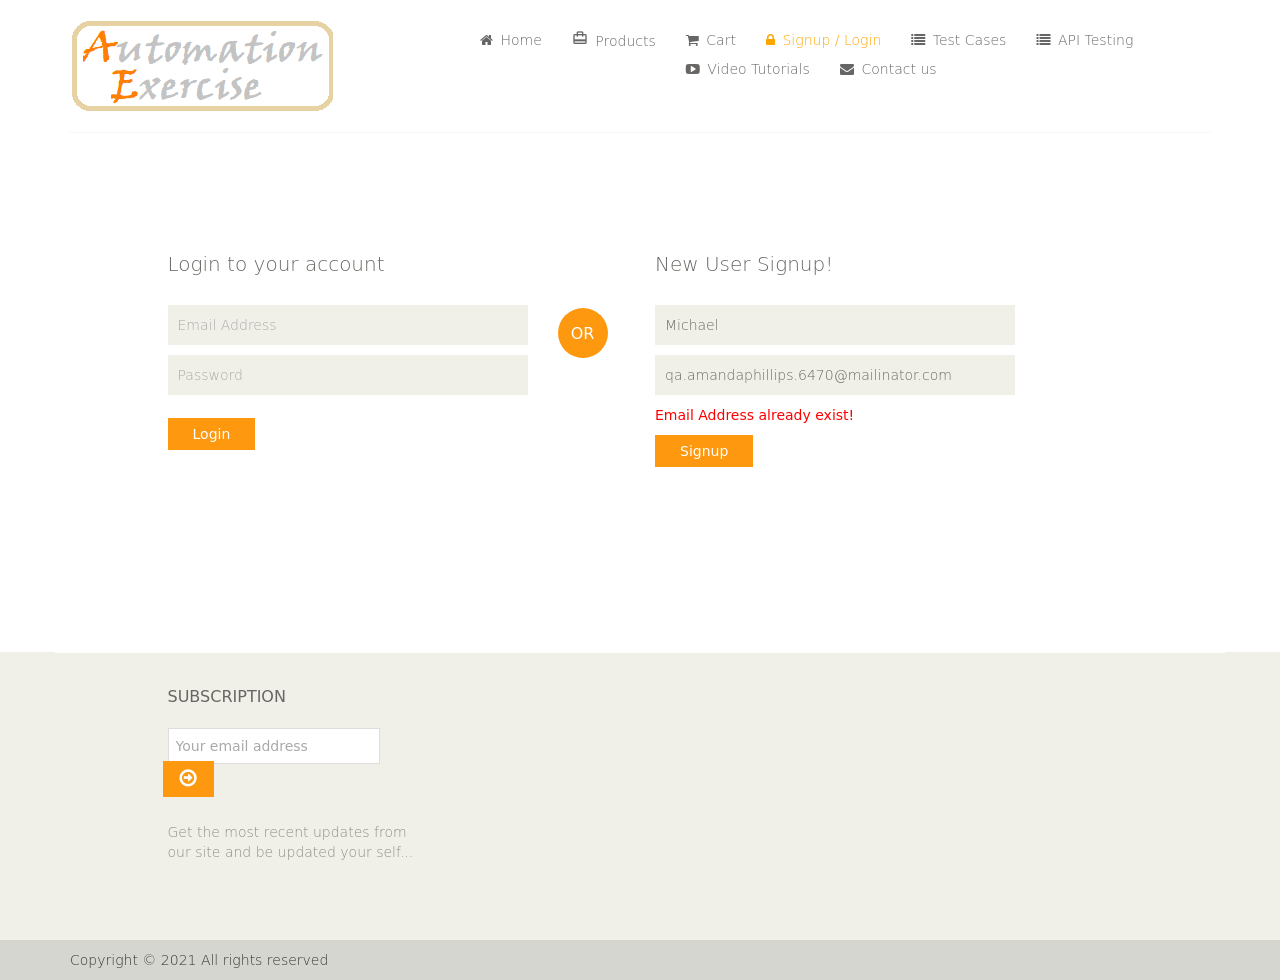 Automation
Exercise
Home
Products
Cart
Signup / Login
Test Cases
API Testing
Video Tutorials
Contact us
Login to your account
Email Address
Password
Login
OR
New User Signup!
Michael
qa.amandaphillips.6470@mailinator.com
Email Address already exist!
Signup
SUBSCRIPTION
Your email address
Get the most recent updates from
our site and be updated your self...
Copyright © 2021 All rights reserved